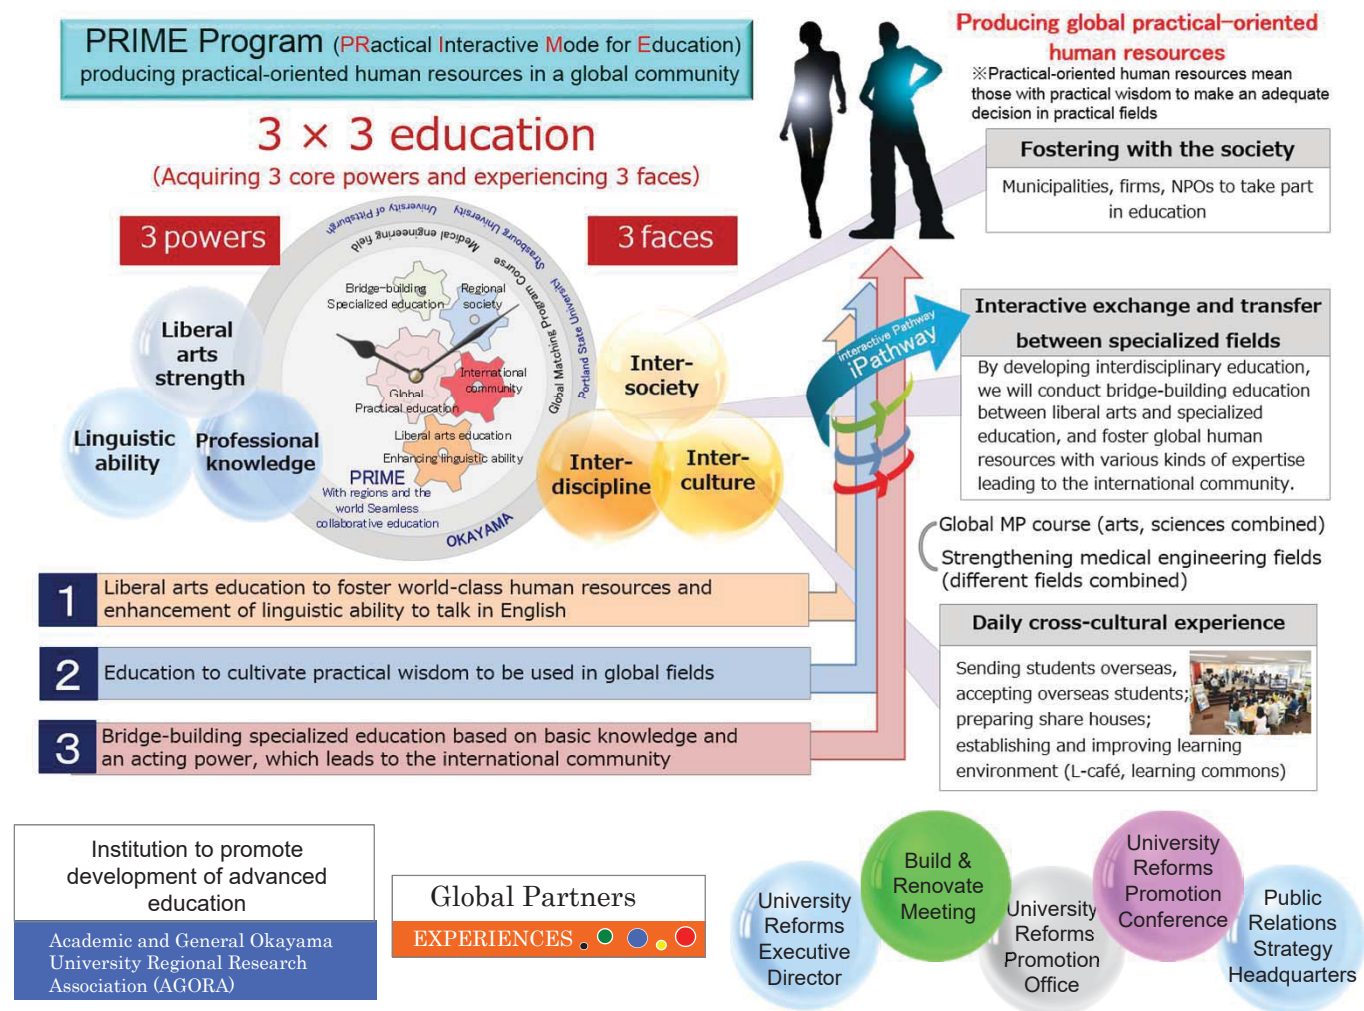 PRIME Program (PRactical Interactive Mode for Education)
producing practical-oriented human resources in a global community
3 × 3 education
(Acquiring 3 core powers and experiencing 3 faces)
3 powers
3 faces
Liberal
arts
strength
Linguistic
ability
Professional
knowledge
University of Pittsburgh
Strasbourg University
Portland State University
Medical engineering field
Global Matching Program Course
Bridge-building
Specialized education
Regional
society
International
community
Global
Practical education
Liberal arts education
Enhancing linguistic ability
PRIME
With regions and the
world Seamless
collaborative education
OKAYAMA
Inter-
society
Inter-
discipline
Inter-
culture
Producing global practical-oriented
human resources
※Practical-oriented human resources mean
those with practical wisdom to make an adequate
decision in practical fields
Fostering with the society
Municipalities, firms, NPOs to take part
in education
Interactive Pathway
iPathway
Interactive exchange and transfer
between specialized fields
By developing interdisciplinary education,
we will conduct bridge-building education
between liberal arts and specialized
education, and foster global human
resources with various kinds of expertise
leading to the international community.
Global MP course (arts, sciences combined)
Strengthening medical engineering fields
(different fields combined)
Daily cross-cultural experience
Sending students overseas,
accepting overseas students;
preparing share houses;
establishing and improving learning
environment (L-café, learning commons)
1
Liberal arts education to foster world-class human resources and
enhancement of linguistic ability to talk in English
2
Education to cultivate practical wisdom to be used in global fields
3
Bridge-building specialized education based on basic knowledge and
an acting power, which leads to the international community
Institution to promote
development of advanced
education
Academic and General Okayama
University Regional Research
Association (AGORA)
Global Partners
EXPERIENCES
University
Reforms
Executive
Director
Build &
Renovate
Meeting
University
Reforms
Promotion
Office
University
Reforms
Promotion
Conference
Public
Relations
Strategy
Headquarters